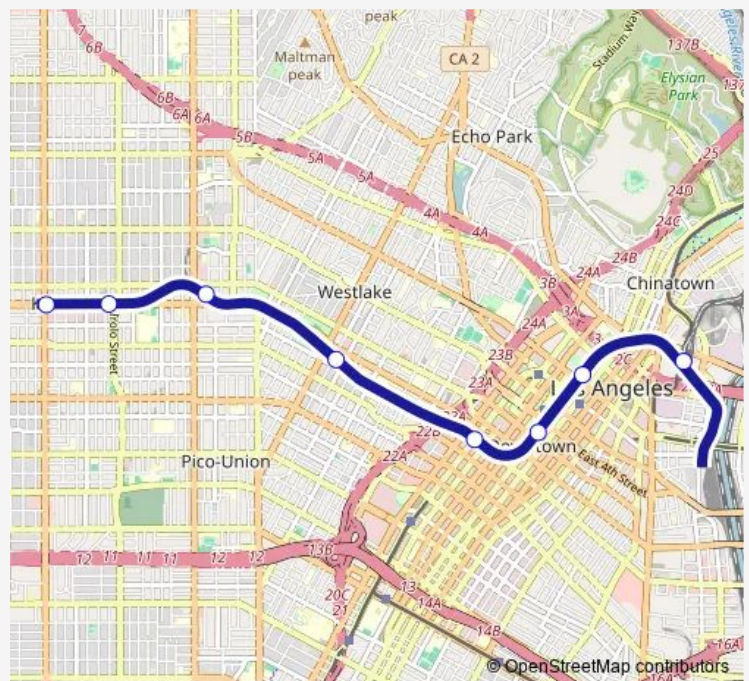 peak
Stadium Way
137B
7
6B
Maltman
peak
CA 2
Elysian
Park
6B
6A
6A
5B
Echo Park
5A
5A
25
24D
4A
4A
24C
24B
24A
3B
Chinatown
Westlake
3A
24A
3
Irolo Street
23B
2C
23A
Los Angeles
22B
22A
Pico-Union
East 4th Street
12
11
11
11
12
12
13B
20C
21
13
14A
14B
16A
16A
© OpenStreetMap contributors